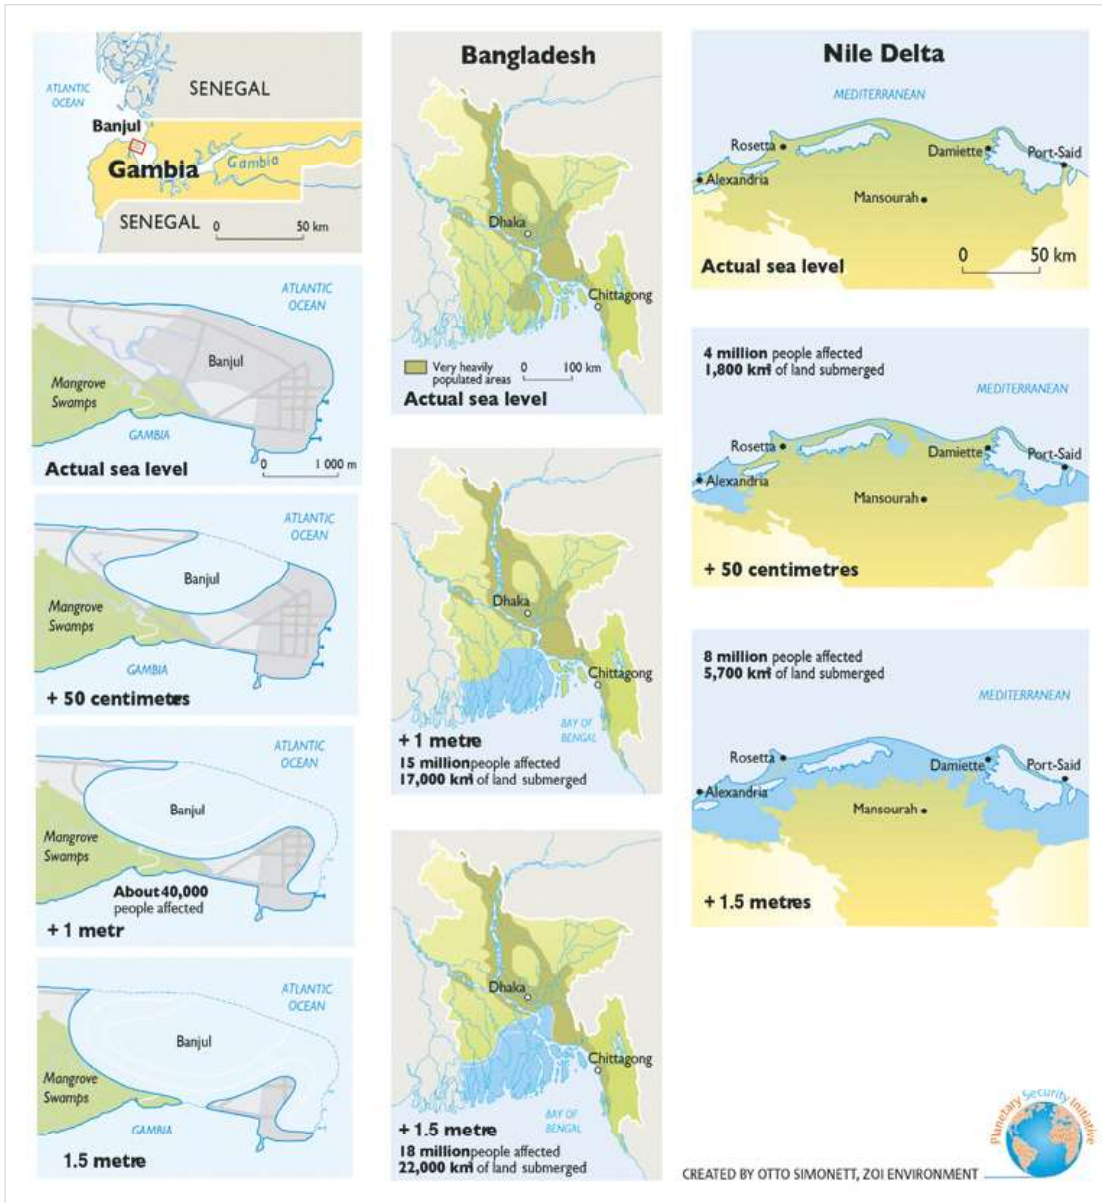 ATLANTIC
OCEAN
SENEGAL
Banjul
Gambia
Gambia
SENEGAL
0 50 km
ATLANTIC
OCEAN
Banjul
Mangrove
Swamps
GAMBIA
Actual sea level
0 1 000 m
ATLANTIC
OCEAN
Banjul
Mangrove
Swamps
GAMBIA
+ 50 centimetres
ATLANTIC
OCEAN
Banjul
Mangrove
Swamps
About 40,000
people affected
+ 1 metr
ATLANTIC
OCEAN
Banjul
Mangrove
Swamps
GAMBIA
1.5 metre
Bangladesh
Dhaka
Chittagong
Very heavily
populated areas
0 100 km
Actual sea level
Dhaka
Chittagong
BAY OF
BENGAL
+ 1 metre
15 million people affected
17,000 km² of land submerged
Dhaka
Chittagong
BAY OF
BENGAL
+ 1.5 metre
18 million people affected
22,000 km² of land submerged
Nile Delta
MEDITERRANEAN
Rosetta
Damiette
Port-Said
Alexandria
Mansourah
0 50 km
Actual sea level
4 million people affected
1,800 km² of land submerged
MEDITERRANEAN
Rosetta
Damiette
Port-Said
Alexandria
Mansourah
+ 50 centimetres
8 million people affected
5,700 km² of land submerged
MEDITERRANEAN
Rosetta
Damiette
Port-Said
Alexandria
Mansourah
+ 1.5 metres
Planetary Security Initiative
CREATED BY OTTO SIMONETT, ZOI ENVIRONMENT